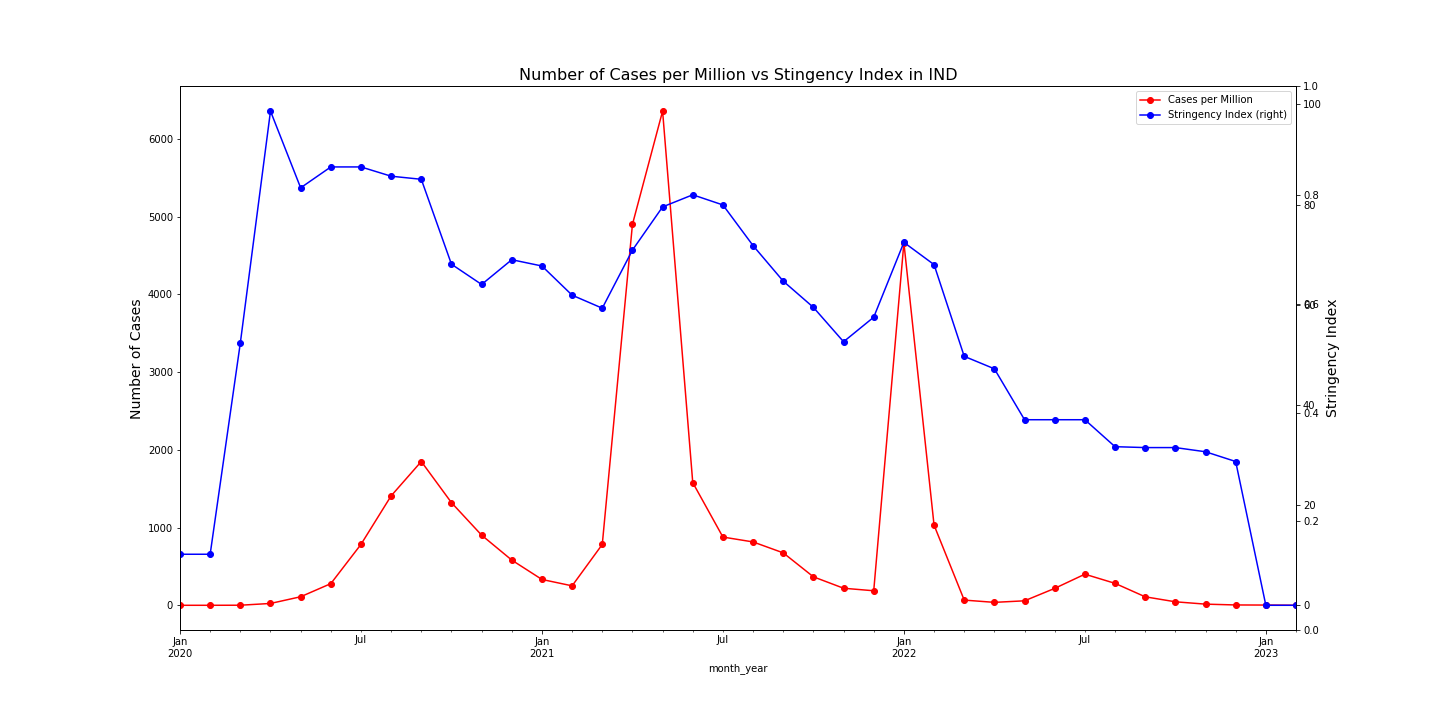 Number of Cases per Million vs Stingency Index in IND
Cases per Million
Stringency Index (right)
Number of Cases
6000
5000
4000
3000
2000
1000
0
1.0
100
0.8
80
0.6
60
40
0.4
20
0.2
0
0.0
Stringency Index
Jan
2020
Jul
Jan
2021
Jul
Jan
2022
Jul
Jan
2023
month_year